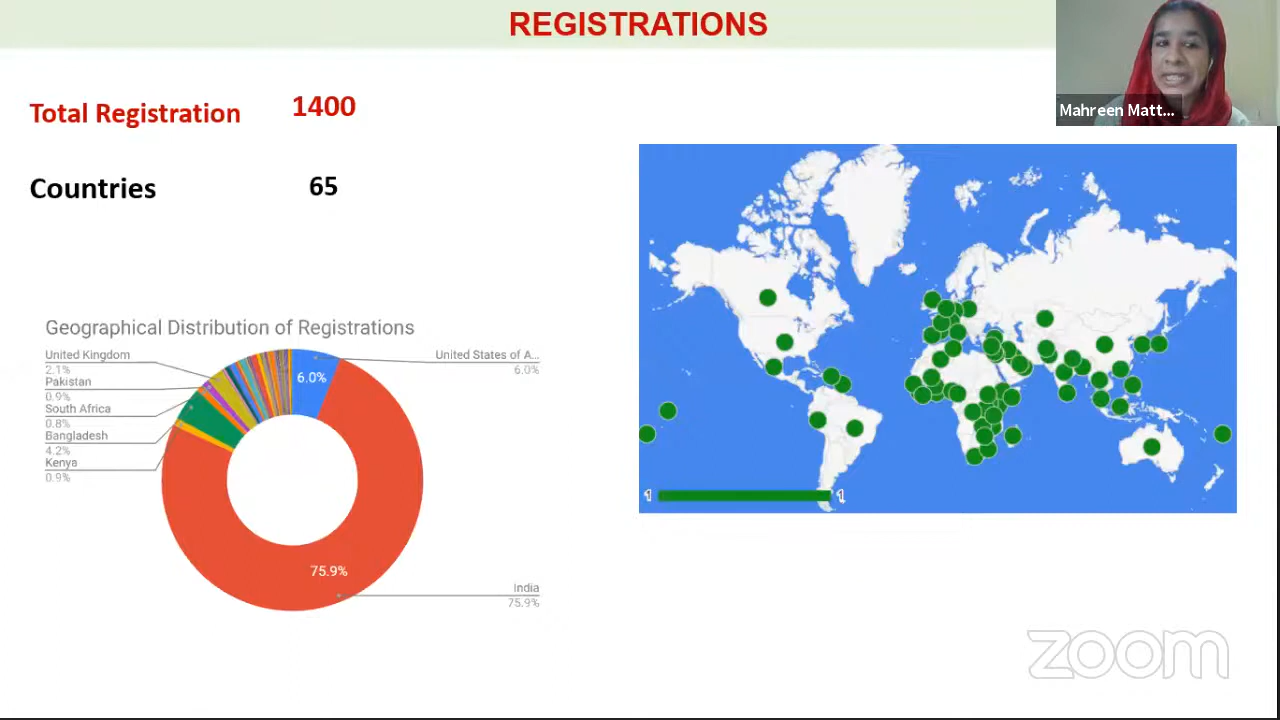 REGISTRATIONS
Mahreen Matt...
Total Registration 1400
Countries 65
Geographical Distribution of Registrations
United Kingdom
2.1%
Pakistan
0.9%
South Africa
0.8%
Bangladesh
4.2%
Kenya
0.9%
United States of A...
6.0%
6.0%
75.9%
India
75.9%
1 1
zoom